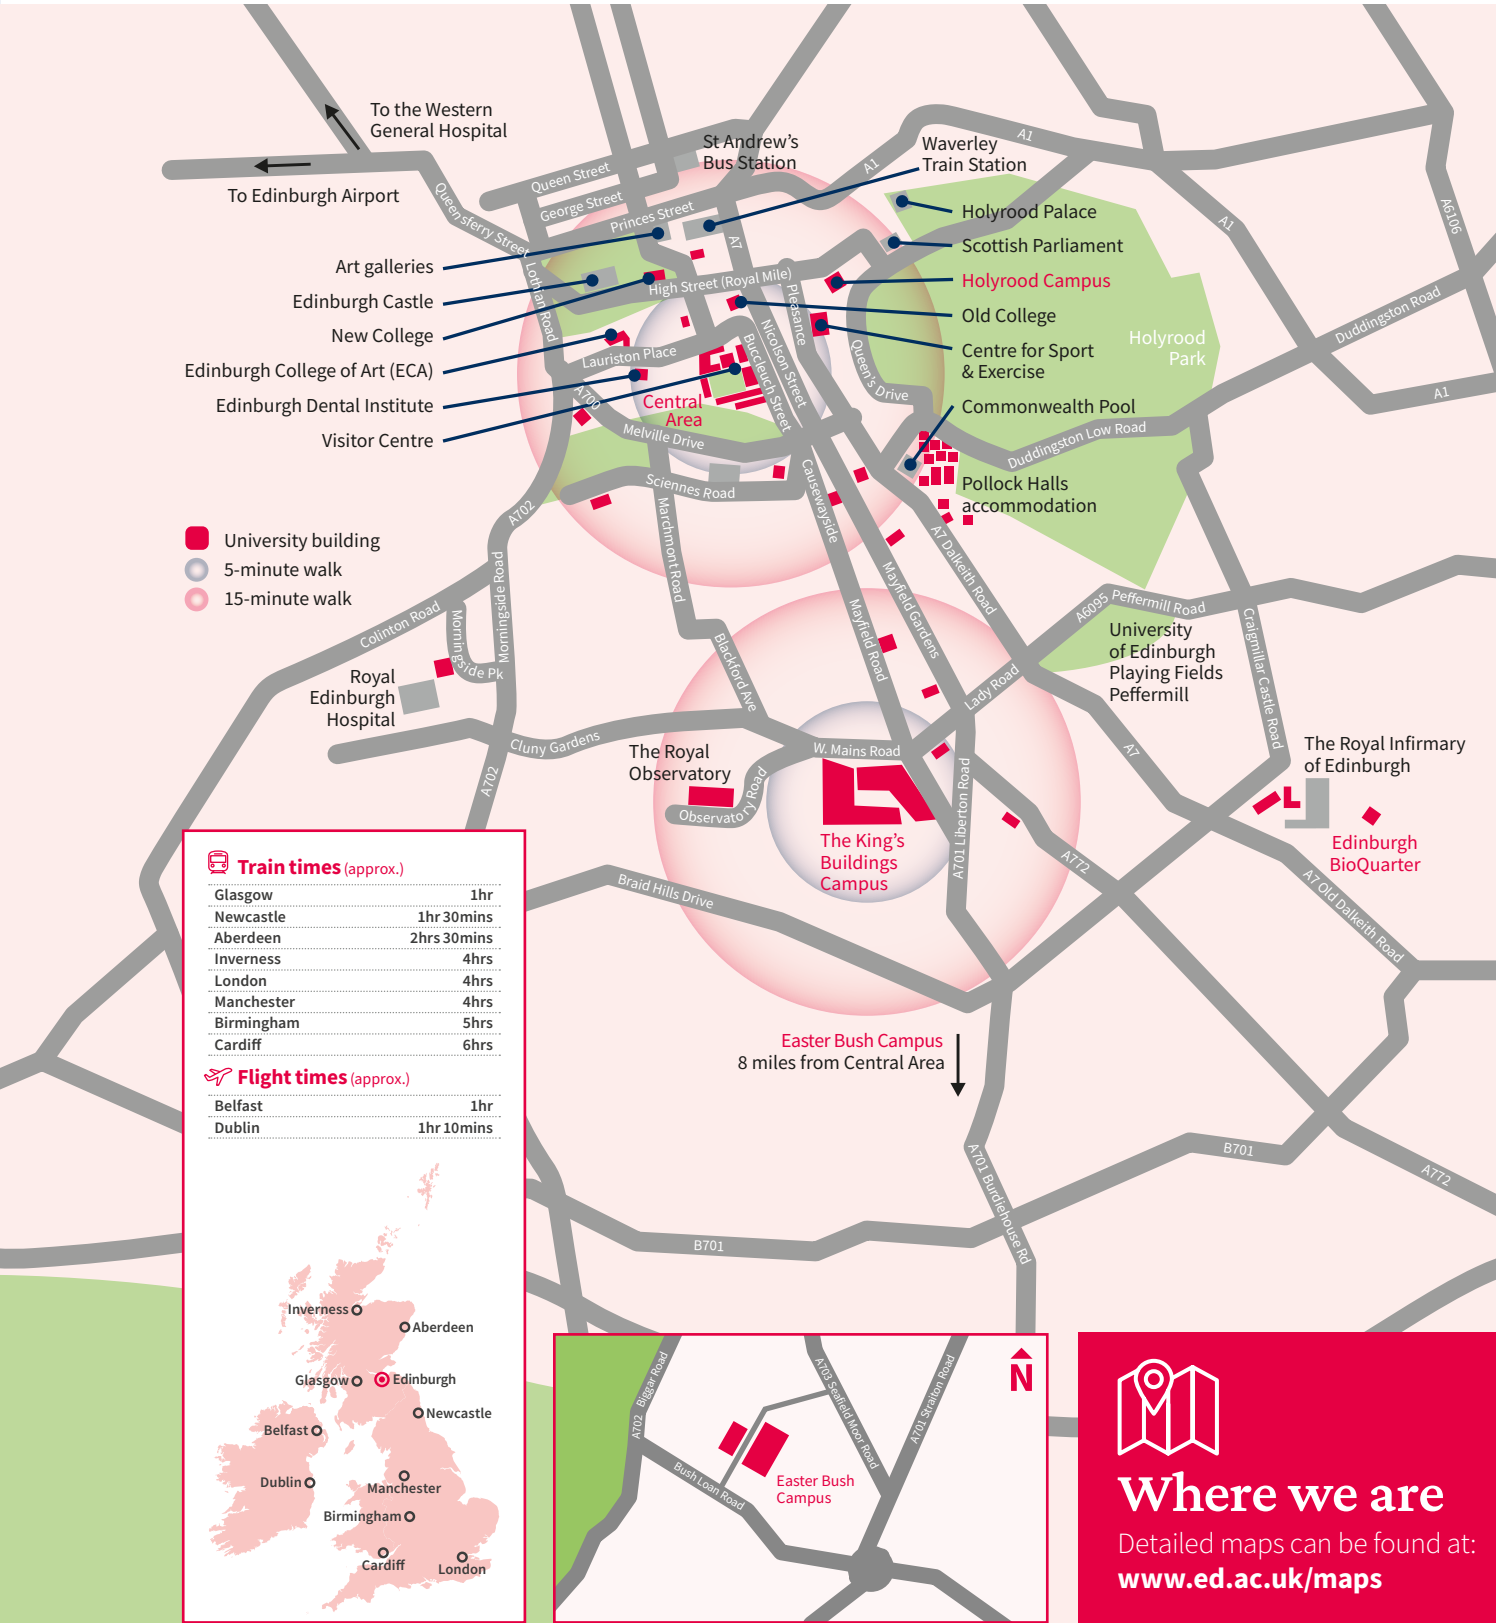 To the Western
General Hospital
To Edinburgh Airport
St Andrew's
Bus Station
Waverley
Train Station
A1
A1
A1
A1
A6106
Queen Street
George Street
Princes Street
Queensferry Street
Lothian Road
A7
High Street (Royal Mile)
Pleasance
Nicolson Street
Buccleuch Street
Lauriston Place
A700
Melville Drive
Sciennes Road
Causewayside
Queen's Drive
Duddingston Road
Duddingston Low Road
Holyrood Palace
Scottish Parliament
Holyrood Campus
Old College
Centre for Sport
& Exercise
Commonwealth Pool
Pollock Halls
accommodation
Holyrood
Park
Art galleries
Edinburgh Castle
New College
Edinburgh College of Art (ECA)
Edinburgh Dental Institute
Visitor Centre
Central
Area
University building
5-minute walk
15-minute walk
A702
Morningside Road
Colinton Road
Morningside Pk
Marchmont Road
Blackford Ave
Mayfield Road
Mayfield Gardens
A7 Dalkeith Road
A6095 Peffermill Road
Lady Road
Craigmillar Castle Road
University
of Edinburgh
Playing Fields
Peffermill
Royal
Edinburgh
Hospital
Cluny Gardens
A702
The Royal
Observatory
Observatory Road
W. Mains Road
A701 Liberton Road
The King's
Buildings
Campus
A7
A772
The Royal Infirmary
of Edinburgh
Edinburgh
BioQuarter
A7 Old Dalkeith Road
Braid Hills Drive
Easter Bush Campus
8 miles from Central Area
A701 Burdiehouse Rd
B701
B701
A772
Train times (approx.)
Glasgow 1hr
Newcastle 1hr 30mins
Aberdeen 2hrs 30mins
Inverness 4hrs
London 4hrs
Manchester 4hrs
Birmingham 5hrs
Cardiff 6hrs
Flight times (approx.)
Belfast 1hr
Dublin 1hr 10mins
Inverness
Aberdeen
Glasgow
Edinburgh
Newcastle
Belfast
Dublin
Manchester
Birmingham
Cardiff
London
A702 Biggar Road
A703 Seafield Moor Road
A701 Straiton Road
Bush Loan Road
Easter Bush
Campus
N
Where we are
Detailed maps can be found at:
www.ed.ac.uk/maps